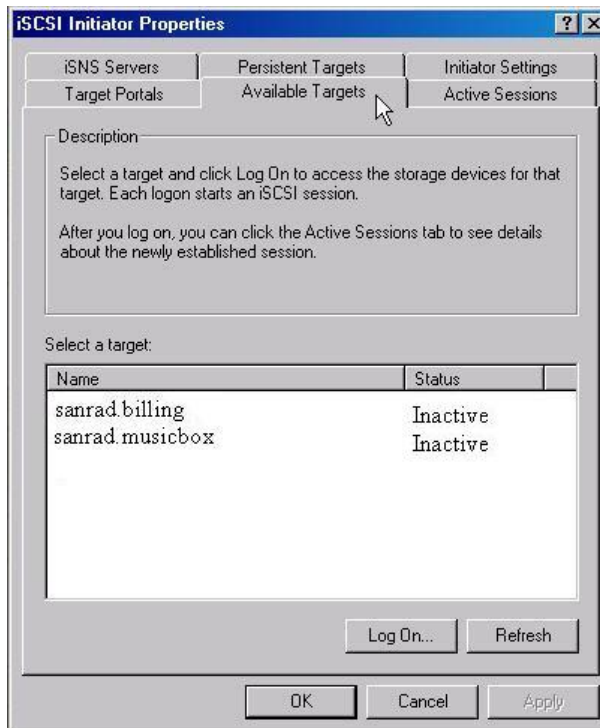 iSCSI Initiator Properties
iSNS Servers Persistent Targets Initiator Settings
Target Portals Available Targets Active Sessions
Description
Select a target and click Log On to access the storage devices for that
target. Each logon starts an iSCSI session.
After you log on, you can click the Active Sessions tab to see details
about the newly established session.
Select a target:
Name Status
sanrad.billing Inactive
sanrad.musicbox Inactive
Log On... Refresh
OK Cancel Apply